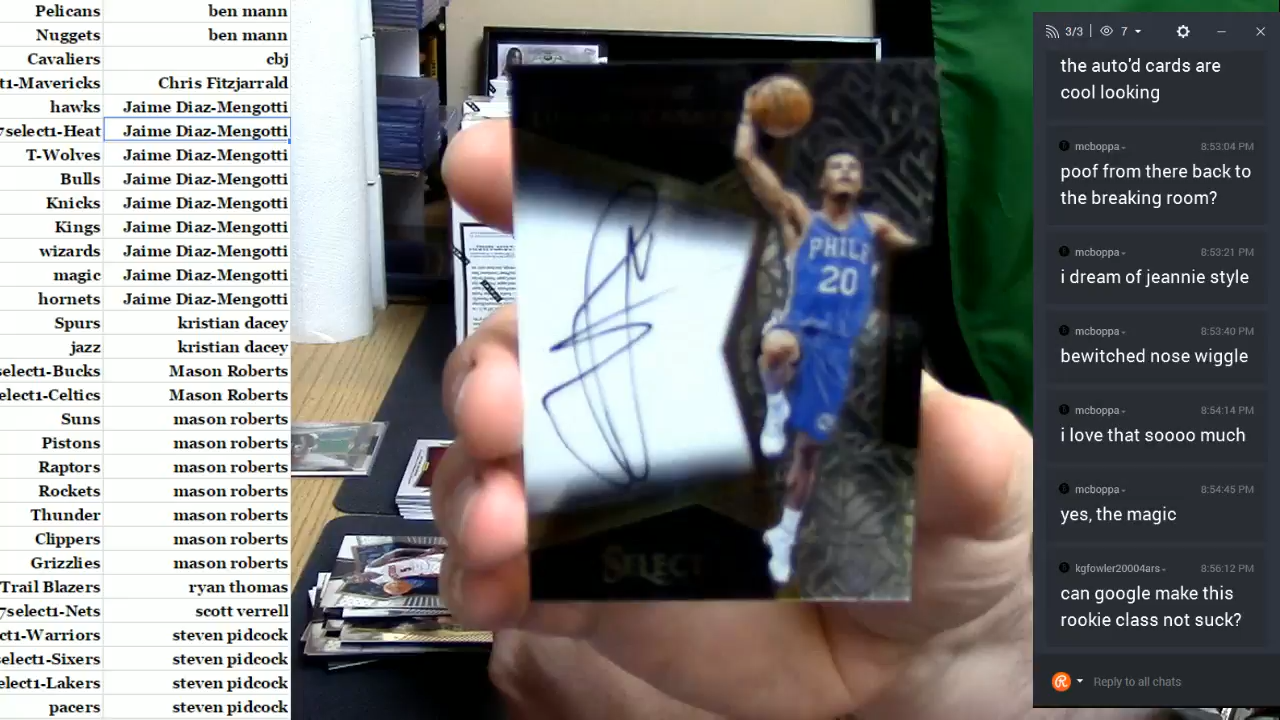 Pelicans ben mann
Nuggets ben mann
Cavaliers cbj
t1-Mavericks Chris Fitzjarrald
hawks Jaime Diaz-Mengotti
7select1-Heat Jaime Diaz-Mengotti
T-Wolves Jaime Diaz-Mengotti
Bulls Jaime Diaz-Mengotti
Knicks Jaime Diaz-Mengotti
Kings Jaime Diaz-Mengotti
wizards Jaime Diaz-Mengotti
magic Jaime Diaz-Mengotti
hornets Jaime Diaz-Mengotti
Spurs kristian dacey
jazz kristian dacey
select1-Bucks Mason Roberts
elect1-Celtics Mason Roberts
Suns mason roberts
Pistons mason roberts
Raptors mason roberts
Rockets mason roberts
Thunder mason roberts
Clippers mason roberts
Grizzlies mason roberts
Trail Blazers ryan thomas
7select1-Nets scott verrell
ct1-Warriors steven pidcock
select1-Sixers steven pidcock
elect1-Lakers steven pidcock
pacers steven pidcock
PHILA
20
SELECT
3/3 7
the auto'd cards are
cool looking
mcboppa 8:53:04 PM
poof from there back to
the breaking room?
mcboppa 8:53:21 PM
i dream of jeannie style
mcboppa 8:53:40 PM
bewitched nose wiggle
mcboppa 8:54:14 PM
i love that soooo much
mcboppa 8:54:45 PM
yes, the magic
kgfowler20004ars 8:56:12 PM
can google make this
rookie class not suck?
Reply to all chats